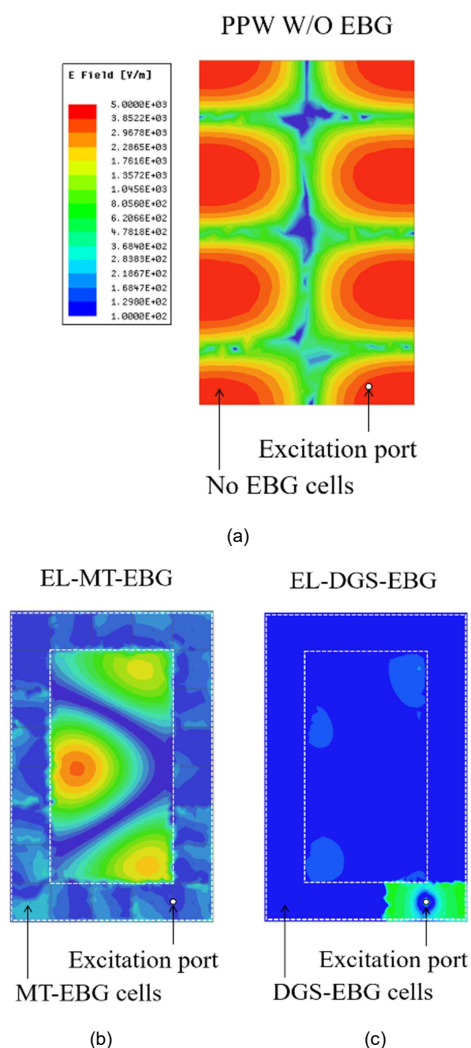 PPW W/O EBG
E Field [V/m]
5.0000E+03
3.8522E+03
2.9678E+03
2.2865E+03
1.7616E+03
1.3572E+03
1.0456E+03
8.0560E+02
6.2066E+02
4.7818E+02
3.6840E+02
2.8383E+02
2.1867E+02
1.6847E+02
1.2980E+02
1.0000E+02
Excitation port
No EBG cells
(a)
EL-MT-EBG
EL-DGS-EBG
Excitation port
Excitation port
MT-EBG cells
DGS-EBG cells
(b)
(c)